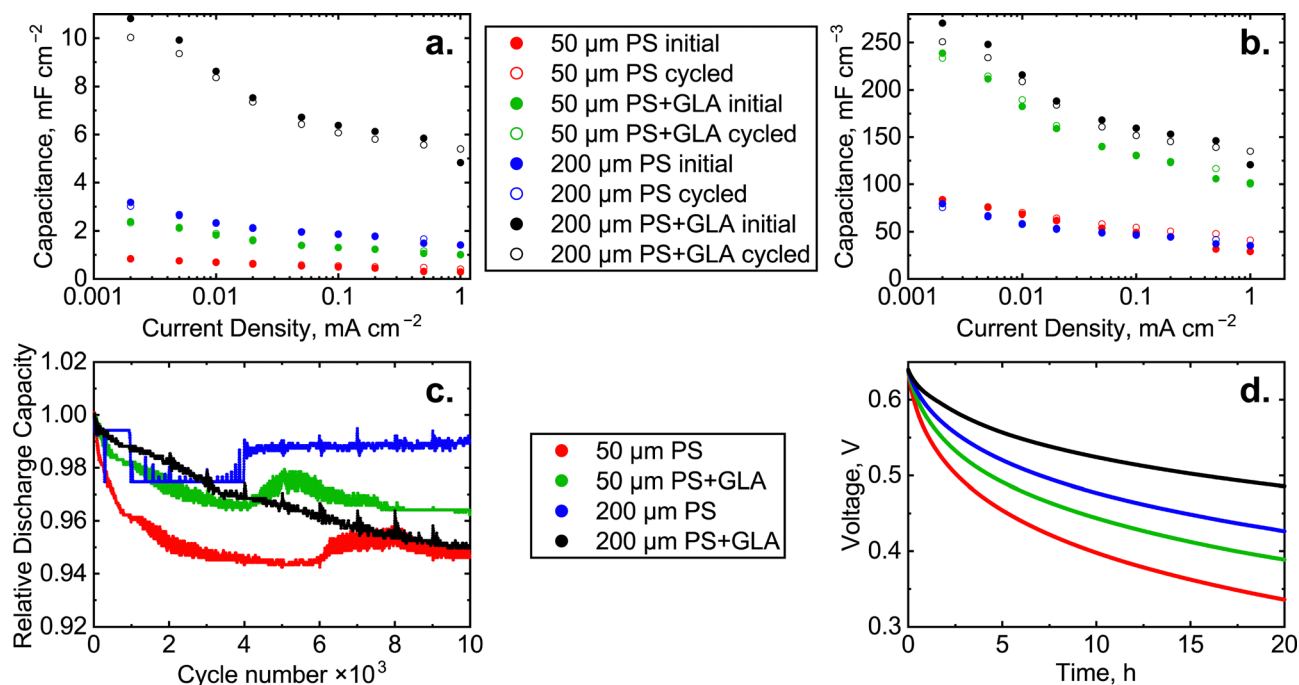 a.
Capacitance, mF cm⁻²
10
8
6
4
2
0
0.001
0.01
0.1
1
Current Density, mA cm⁻²
50 µm PS initial
50 µm PS cycled
50 µm PS+GLA initial
50 µm PS+GLA cycled
200 µm PS initial
200 µm PS cycled
200 µm PS+GLA initial
200 µm PS+GLA cycled
b.
Capacitance, mF cm⁻³
250
200
150
100
50
0
0.001
0.01
0.1
1
Current Density, mA cm⁻²
c.
Relative Discharge Capacity
1.02
1.00
0.98
0.96
0.94
0.92
0
2
4
6
8
10
Cycle number ×10³
50 µm PS
50 µm PS+GLA
200 µm PS
200 µm PS+GLA
d.
Voltage, V
0.6
0.5
0.4
0.3
0
5
10
15
20
Time, h